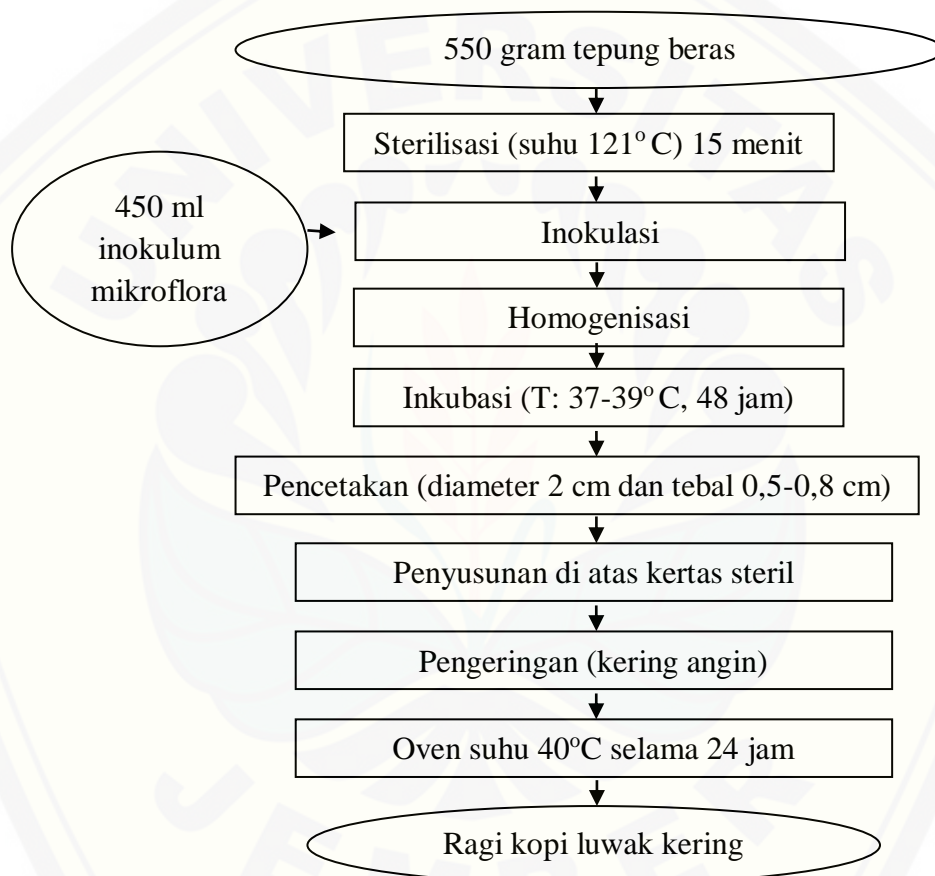 550 gram tepung beras
Sterilisasi (suhu 121° C) 15 menit
450 ml
inokulum
mikroflora
Inokulasi
Homogenisasi
Inkubasi (T: 37-39° C, 48 jam)
Pencetakan (diameter 2 cm dan tebal 0,5-0,8 cm)
Penyusunan di atas kertas steril
Pengeringan (kering angin)
Oven suhu 40°C selama 24 jam
Ragi kopi luwak kering
UNIVERSITAS
JEMBER